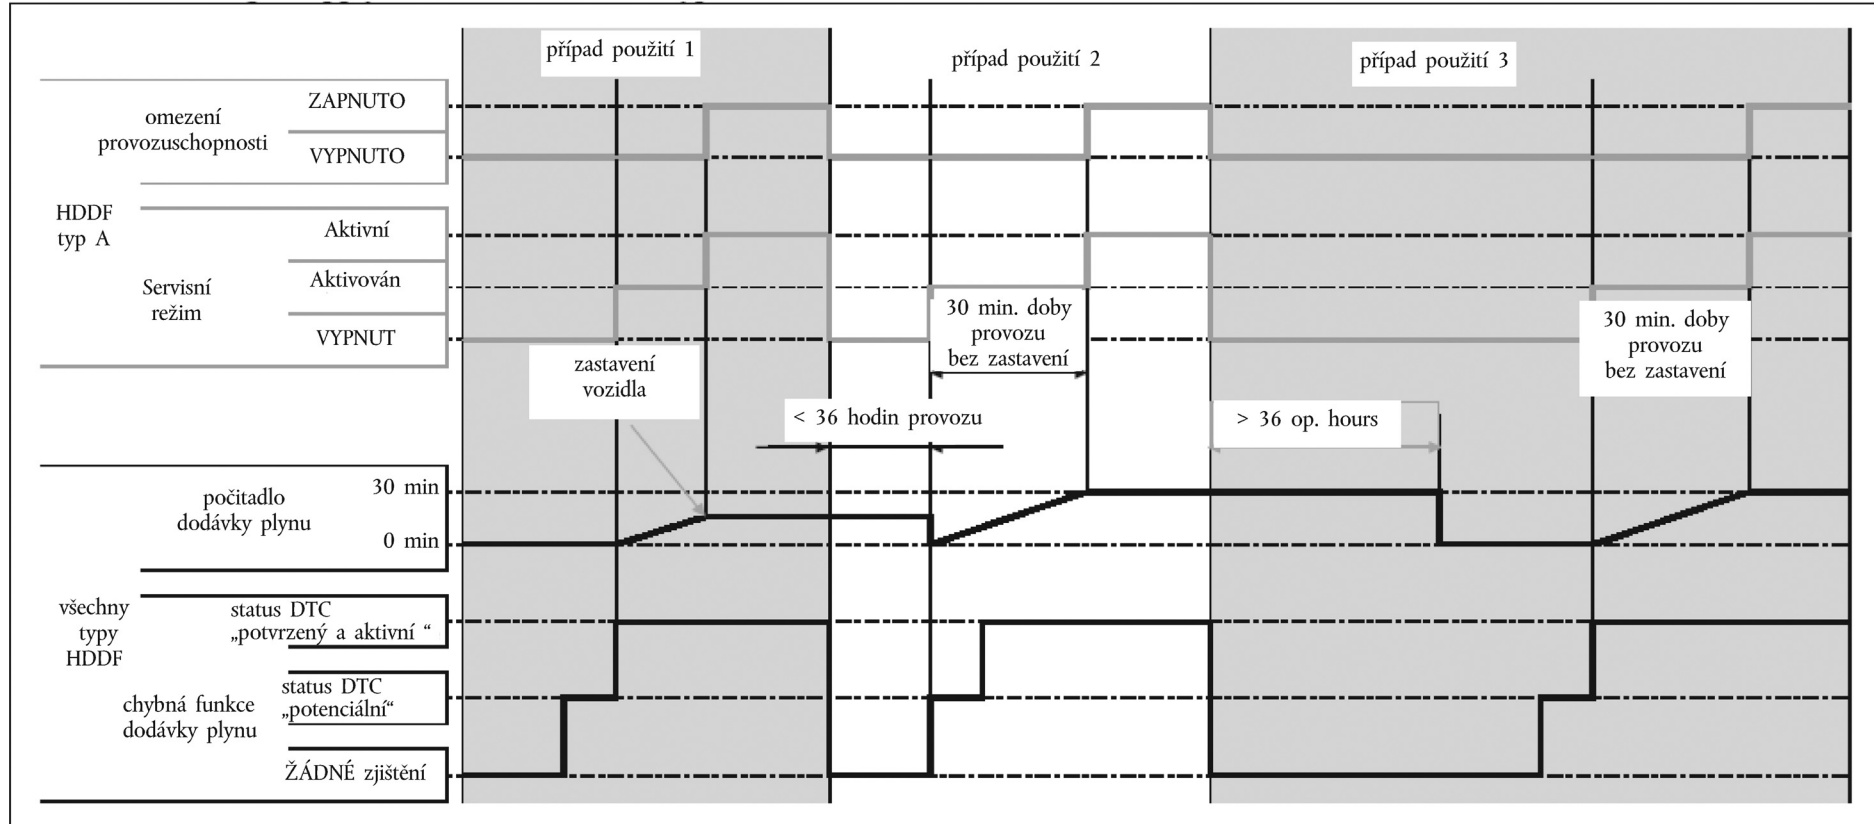 případ použití 1
případ použití 2
případ použití 3
omezení
provozuschopnosti
ZAPNUTO
VYPNUTO
HDDF
typ A
Servisní
režim
Aktivní
Aktivován
VYPNUT
30 min. doby
provozu
bez zastavení
30 min. doby
provozu
bez zastavení
zastavení
vozidla
< 36 hodin provozu
> 36 op. hours
počitadlo
dodávky plynu
30 min
0 min
všechny
typy
HDDF
status DTC
„potvrzený a aktivní “
chybná funkce
dodávky plynu
status DTC
„potenciální“
ŽÁDNÉ zjištění